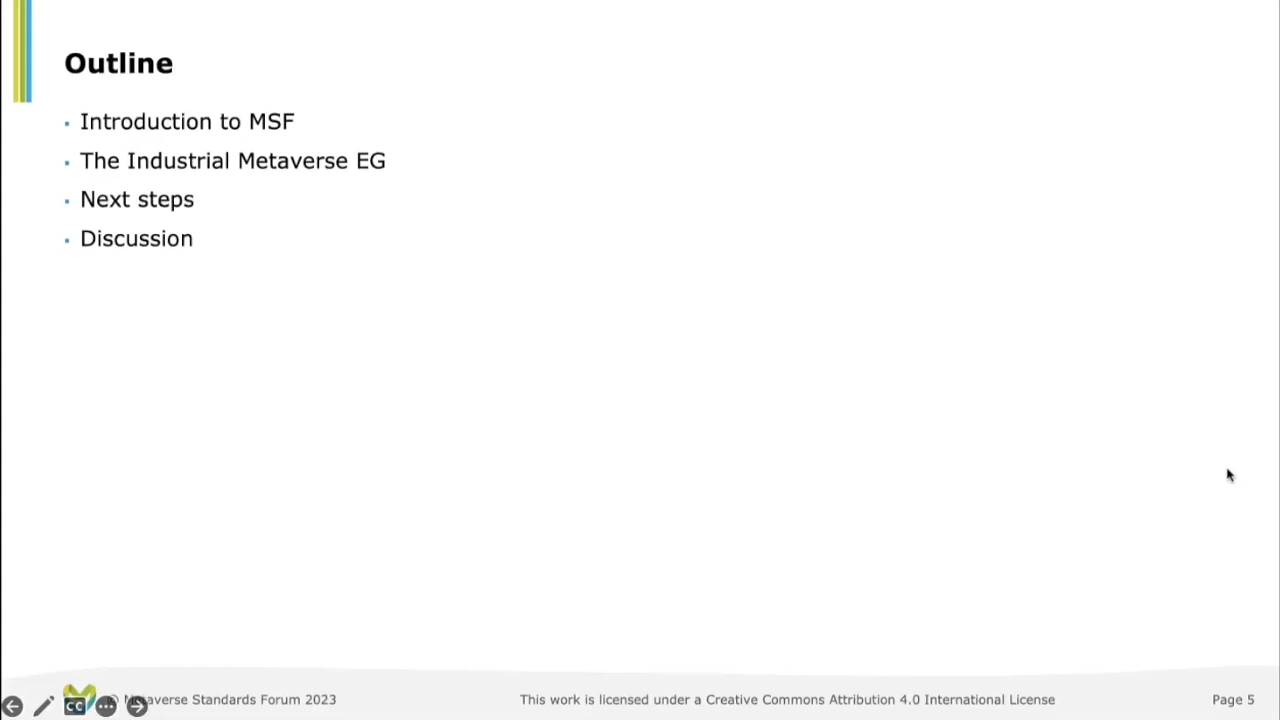 Outline
Introduction to MSF
The Industrial Metaverse EG
Next steps
Discussion
CC
© Metaverse Standards Forum 2023
This work is licensed under a Creative Commons Attribution 4.0 International License
Page 5